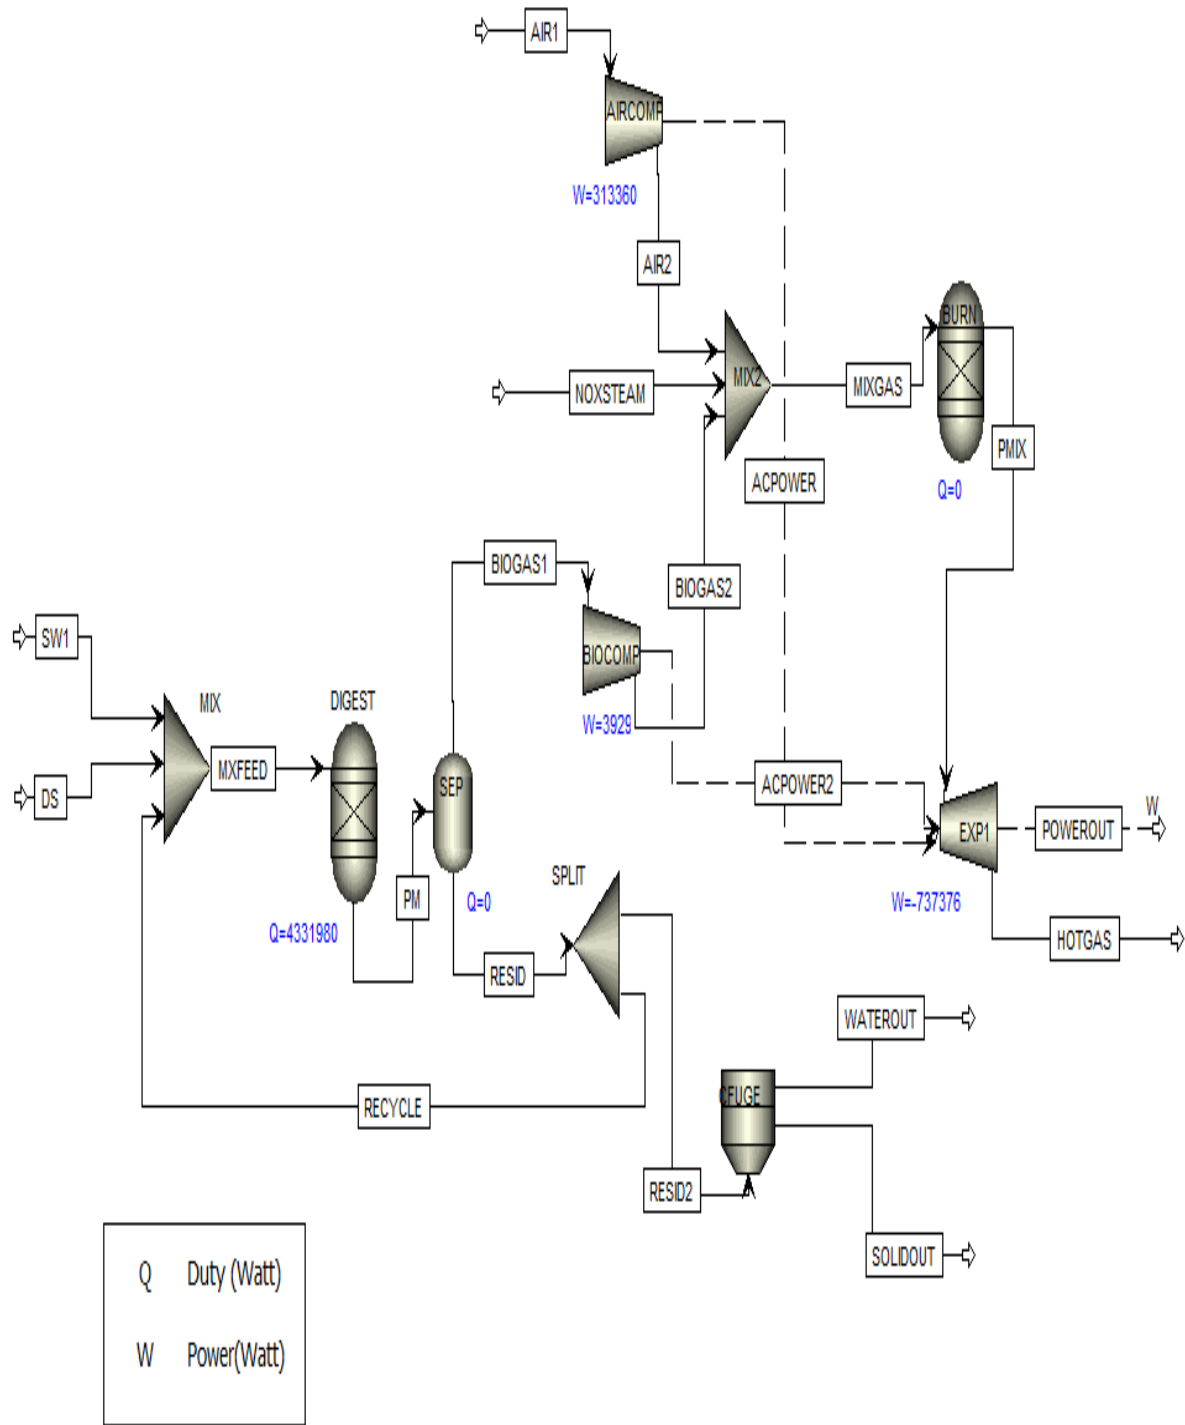 AIR1
AIRCOMP
W=313360
AIR2
BURN
MIX2
NOXSTEAM
MIXGAS
PMIX
ACPOWER
Q=0
BIOGAS1
BIOGAS2
SW1
BIOCOMP
MIX
DIGEST
W=3929
MXFEED
SEP
ACPOWER2
DS
W
EXP1
POWEROUT
SPLIT
PM
Q=0
W=-737376
Q=4331980
HOTGAS
RESID
WATEROUT
CFUGE
RECYCLE
RESID2
SOLIDOUT
Q Duty (Watt)
W Power(Watt)